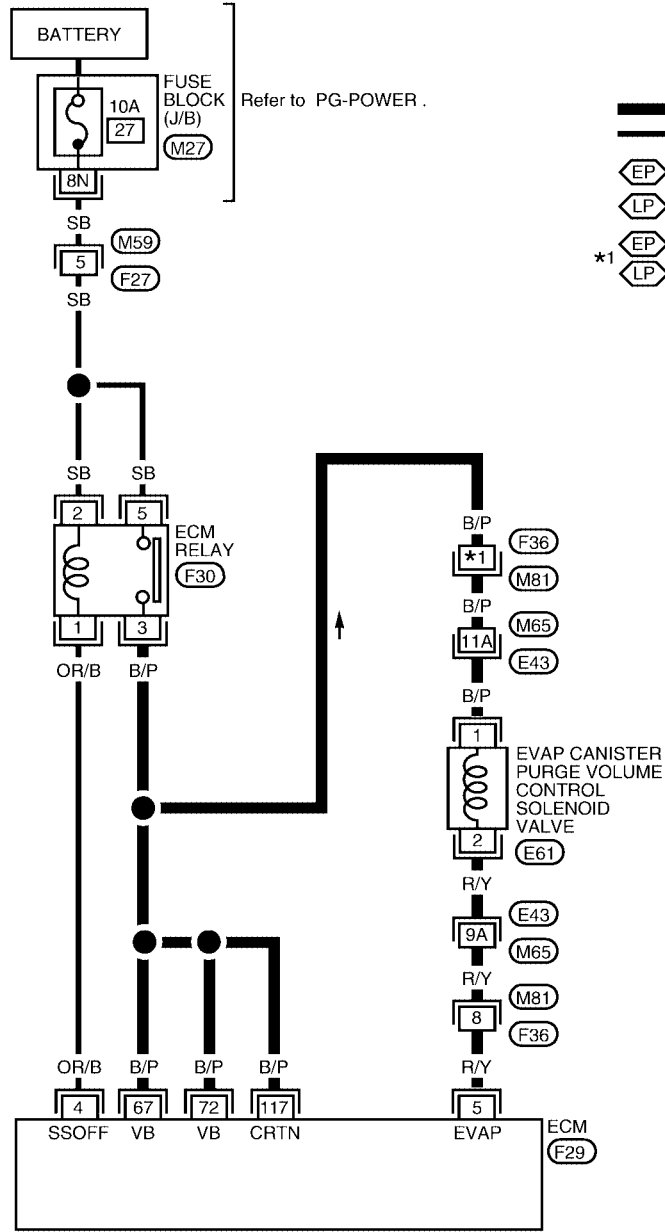 BATTERY
FUSE
BLOCK
(J/B)
Refer to PG-POWER .
10A
27
M27
8N
SB
M59
5
F27
SB
EP
LP
EP
*1
LP
SB
SB
2
5
ECM
RELAY
F30
1
3
OR/B
B/P
B/P
*1
F36
M81
B/P
11A
M65
E43
B/P
1
EVAP CANISTER
PURGE VOLUME
CONTROL
SOLENOID
VALVE
2
E61
R/Y
9A
E43
M65
R/Y
8
M81
F36
OR/B
B/P
B/P
B/P
R/Y
4
67
72
117
5
SSOFF
VB
VB
CRTN
EVAP
ECM
F29